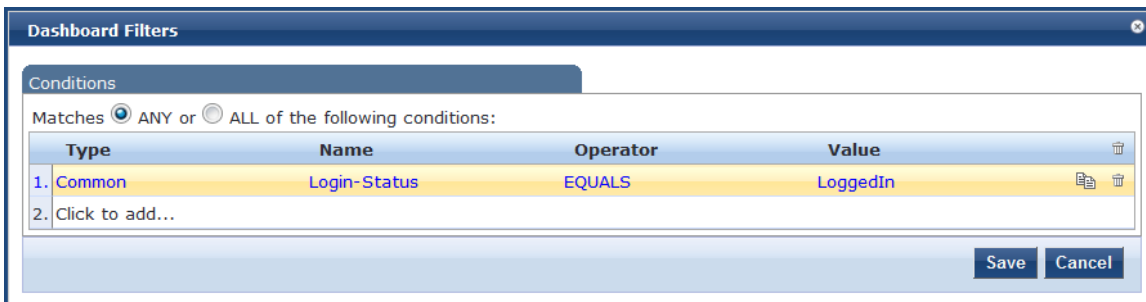 Dashboard Filters
Conditions
Matches ANY or ALL of the following conditions:
Type Name Operator Value
1. Common Login-Status EQUALS LoggedIn
2. Click to add...
Save Cancel